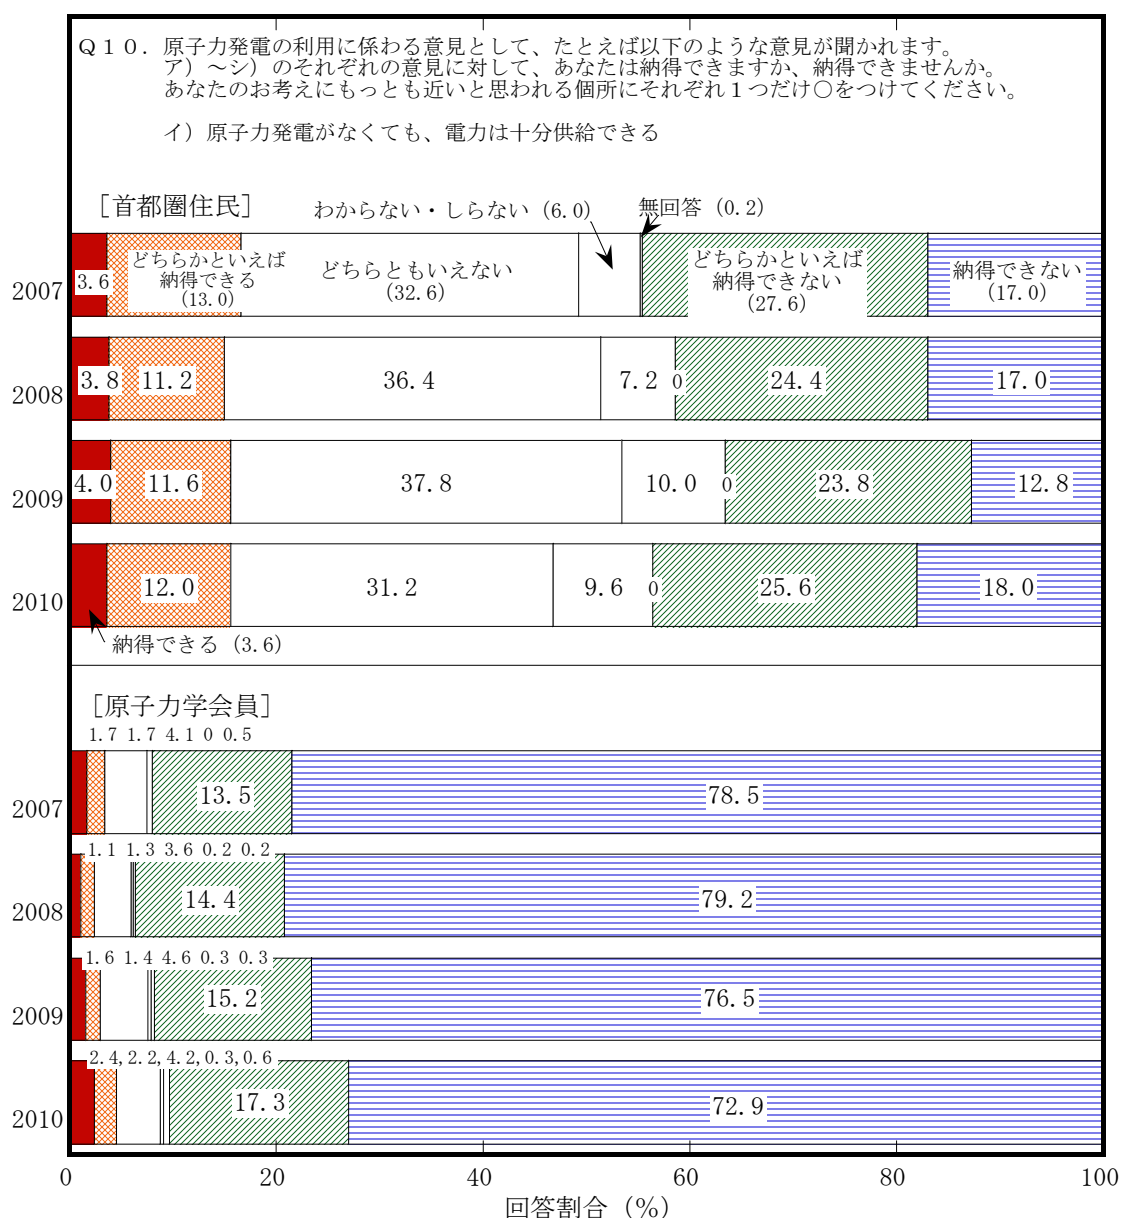 Q10. 原子力発電の利用に係わる意見として、たとえば以下のような意見が聞かれます。
ア) ～シ) のそれぞれの意見に対して、あなたは納得できますか、納得できませんか。
あなたのお考えにもっとも近いと思われる個所にそれぞれ1つだけ○をつけてください。
イ) 原子力発電がなくても、電力は十分供給できる
[首都圏住民]
わからない・しらない (6.0)
無回答 (0.2)
2007
3.6
どちらかといえば
納得できる
(13.0)
どちらともいえない
(32.6)
どちらかといえば
納得できない
(27.6)
納得できない
(17.0)
2008
3.8 11.2 36.4 7.2 0 24.4 17.0
2009
4.0 11.6 37.8 10.0 0 23.8 12.8
2010
12.0 31.2 9.6 0 25.6 18.0
納得できる (3.6)
[原子力学会員]
1.7 1.7 4.1 0 0.5
2007
13.5 78.5
1.1 1.3 3.6 0.2 0.2
2008
14.4 79.2
1.6 1.4 4.6 0.3 0.3
2009
15.2 76.5
2.4,2.2,4.2,0.3,0.6
2010
17.3 72.9
0 20 40 60 80 100
回答割合 (%)